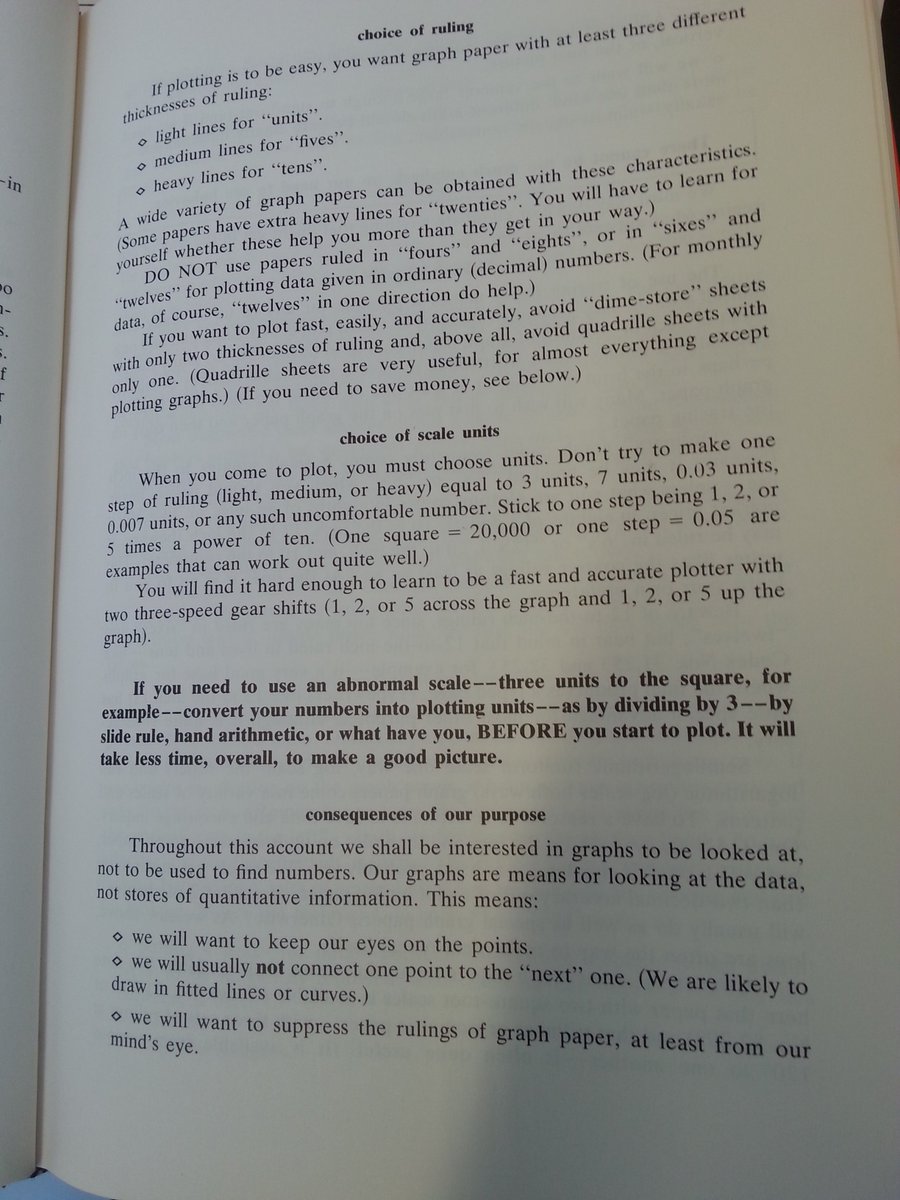 choice of ruling
If plotting is to be easy, you want graph paper with at least three different
thicknesses of ruling:
⋄ light lines for “units”.
⋄ medium lines for “fives”.
⋄ heavy lines for “tens”.
A wide variety of graph papers can be obtained with these characteristics.
(Some papers have extra heavy lines for “twenties”. You will have to learn for
yourself whether these help you more than they get in your way.)
DO NOT use papers ruled in “fours” and “eights”, or in “sixes” and
“twelves” for plotting data given in ordinary (decimal) numbers. (For monthly
data, of course, “twelves” in one direction do help.)
If you want to plot fast, easily, and accurately, avoid “dime-store” sheets
with only two thicknesses of ruling and, above all, avoid quadrille sheets with
only one. (Quadrille sheets are very useful, for almost everything except
plotting graphs.) (If you need to save money, see below.)
choice of scale units
When you come to plot, you must choose units. Don’t try to make one
step of ruling (light, medium, or heavy) equal to 3 units, 7 units, 0.03 units,
0.007 units, or any such uncomfortable number. Stick to one step being 1, 2, or
5 times a power of ten. (One square = 20,000 or one step = 0.05 are
examples that can work out quite well.)
You will find it hard enough to learn to be a fast and accurate plotter with
two three-speed gear shifts (1, 2, or 5 across the graph and 1, 2, or 5 up the
graph).
If you need to use an abnormal scale--three units to the square, for
example--convert your numbers into plotting units--as by dividing by 3--by
slide rule, hand arithmetic, or what have you, BEFORE you start to plot. It will
take less time, overall, to make a good picture.
consequences of our purpose
Throughout this account we shall be interested in graphs to be looked at,
not to be used to find numbers. Our graphs are means for looking at the data,
not stores of quantitative information. This means:
⋄ we will want to keep our eyes on the points.
⋄ we will usually not connect one point to the “next” one. (We are likely to
draw in fitted lines or curves.)
⋄ we will want to suppress the rulings of graph paper, at least from our
mind’s eye.